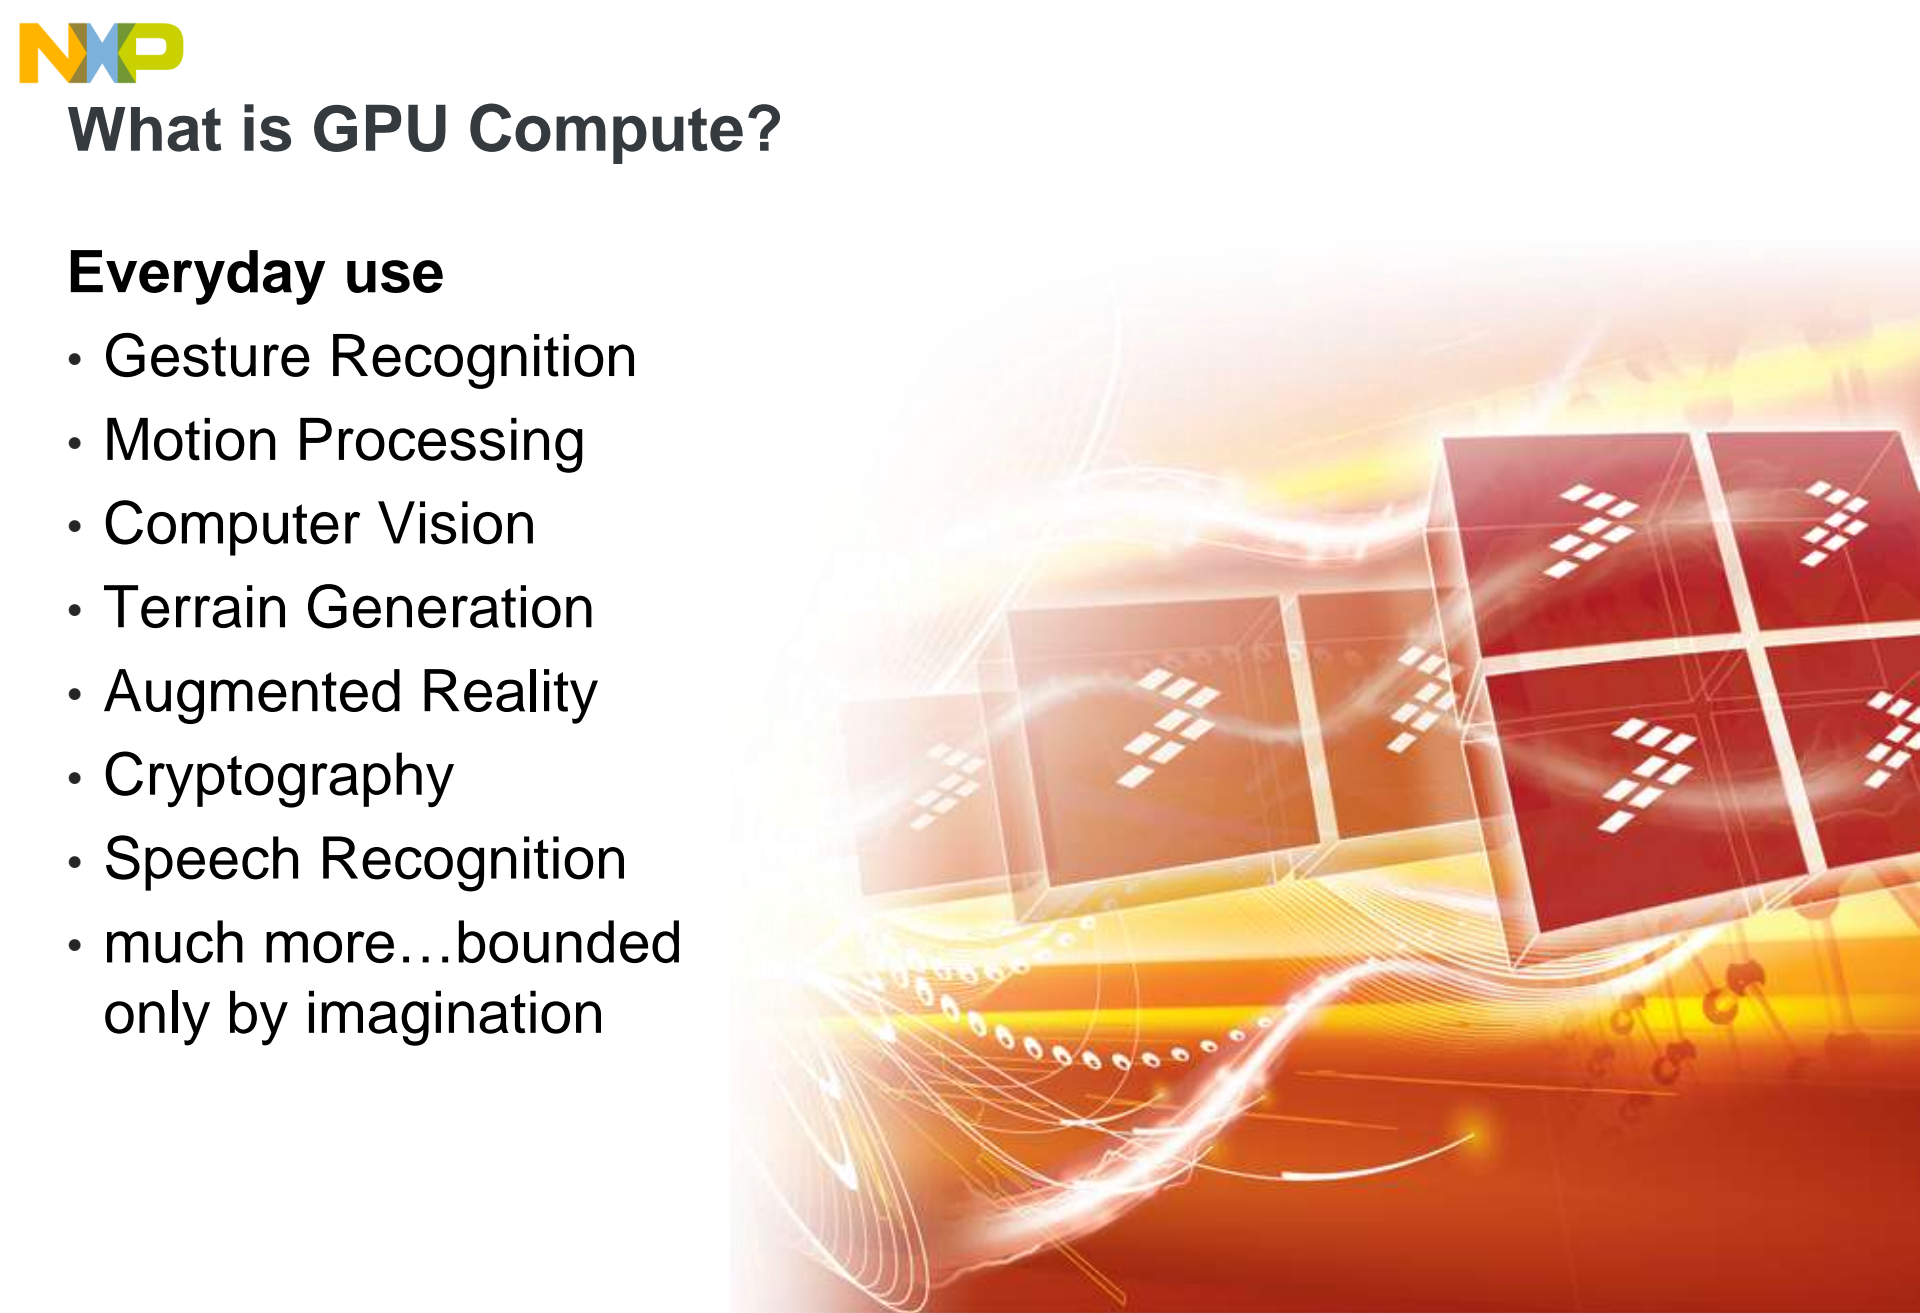 NXP
What is GPU Compute?
Everyday use
• Gesture Recognition
• Motion Processing
• Computer Vision
• Terrain Generation
• Augmented Reality
• Cryptography
• Speech Recognition
• much more…bounded
only by imagination